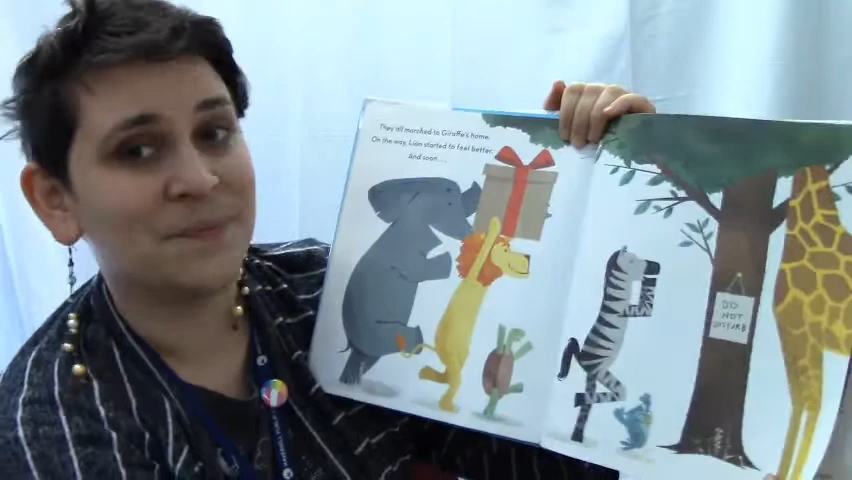 They all marched to Giraffe's home.
On the way, Lion started to feel better.
And soon . . .
DO
NOT
DISTURB